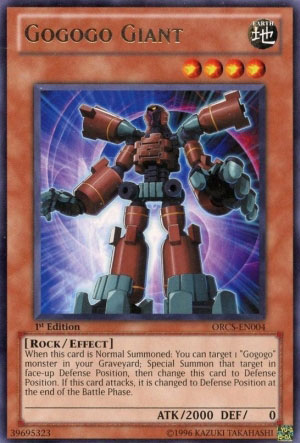 GOGOGO GIANT
EARTH
地
1st Edition
ORCS-EN004
[ROCK/EFFECT]
When this card is Normal Summoned: You can target 1 "Gogogo"
monster in your Graveyard; Special Summon that target in
face-up Defense Position, then change this card to Defense
Position. If this card attacks, it is changed to Defense Position at
the end of the Battle Phase.
ATK/2000 DEF/ 0
39695323
©1996 KAZUKI TAKAHASHI